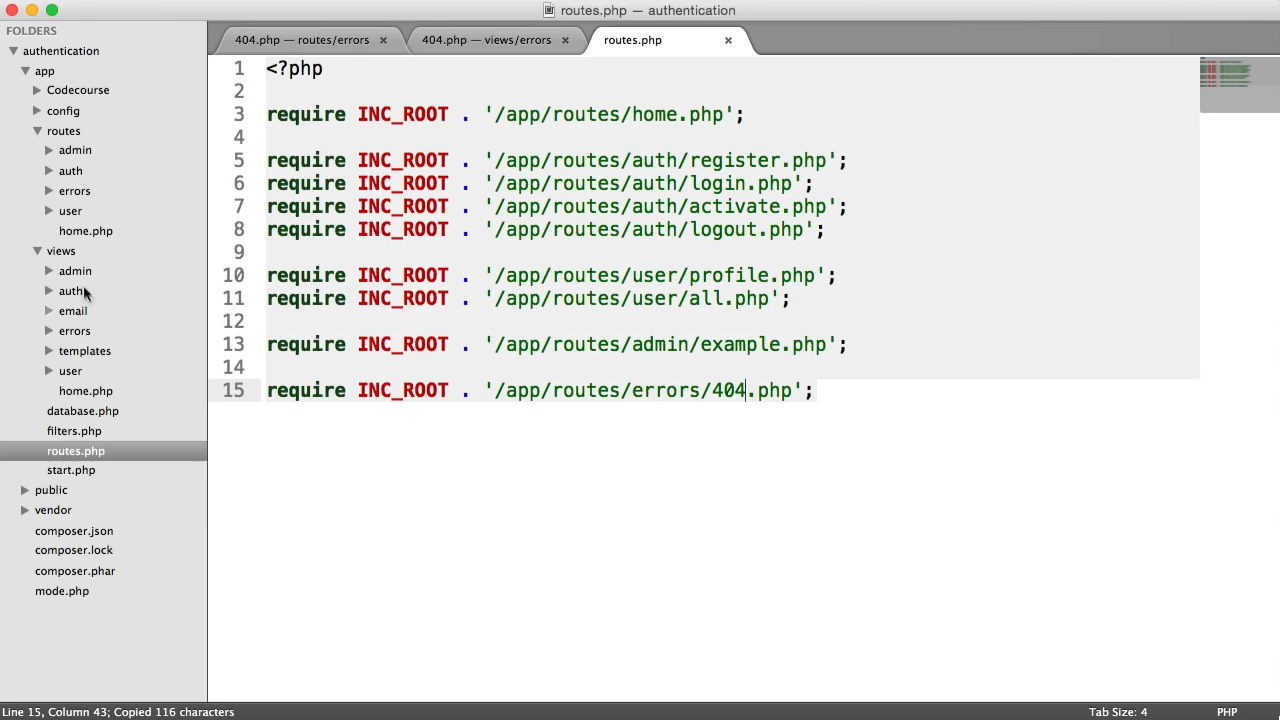 routes.php — authentication
FOLDERS
authentication
app
Codecourse
config
routes
admin
auth
errors
user
home.php
views
admin
auth
email
errors
templates
user
home.php
database.php
filters.php
routes.php
start.php
public
vendor
composer.json
composer.lock
composer.phar
mode.php
404.php — routes/errors ×
404.php — views/errors ×
routes.php ×
1 <?php
2
3 require INC_ROOT . '/app/routes/home.php';
4
5 require INC_ROOT . '/app/routes/auth/register.php';
6 require INC_ROOT . '/app/routes/auth/login.php';
7 require INC_ROOT . '/app/routes/auth/activate.php';
8 require INC_ROOT . '/app/routes/auth/logout.php';
9
10 require INC_ROOT . '/app/routes/user/profile.php';
11 require INC_ROOT . '/app/routes/user/all.php';
12
13 require INC_ROOT . '/app/routes/admin/example.php';
14
15 require INC_ROOT . '/app/routes/errors/404.php';
Line 15, Column 43; Copied 116 characters
Tab Size: 4
PHP